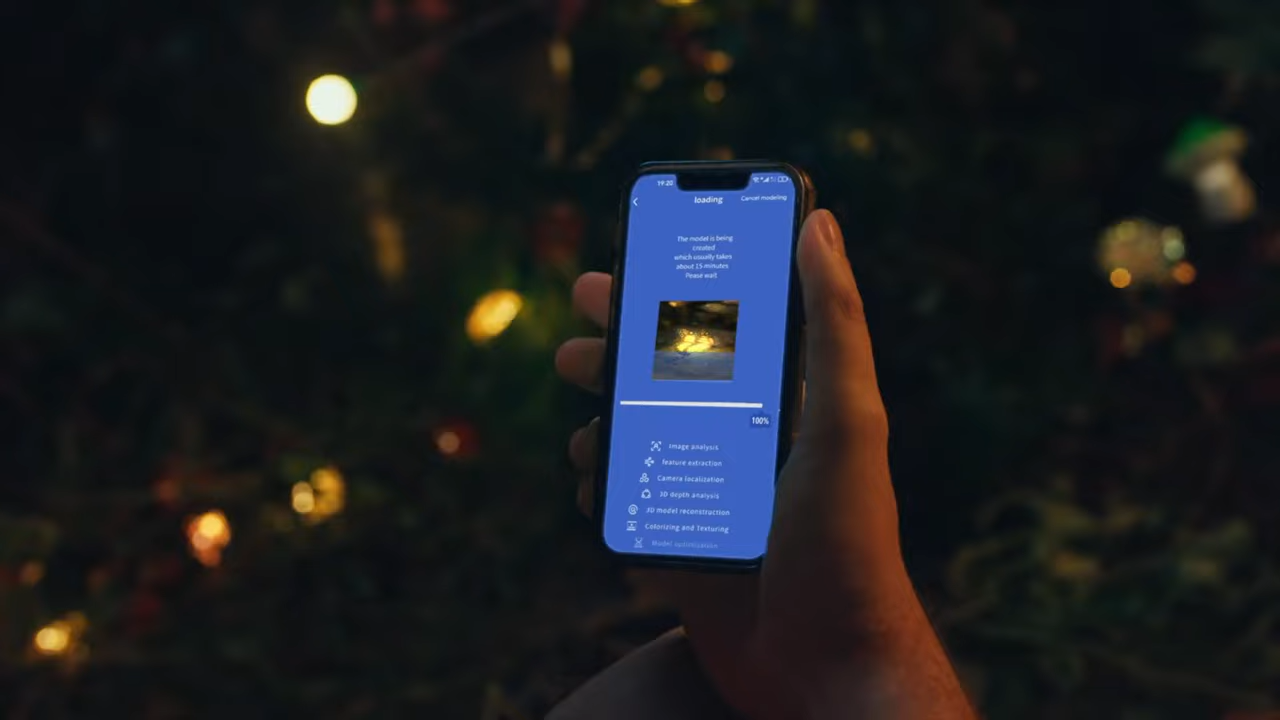 19:20
loading
Cancel modeling
The model is being
created
which usually takes
about 15 minutes
Please wait
100%
Image analysis
feature extraction
Camera localization
3D depth analysis
3D model reconstruction
Colorizing and Texturing
Model optimization